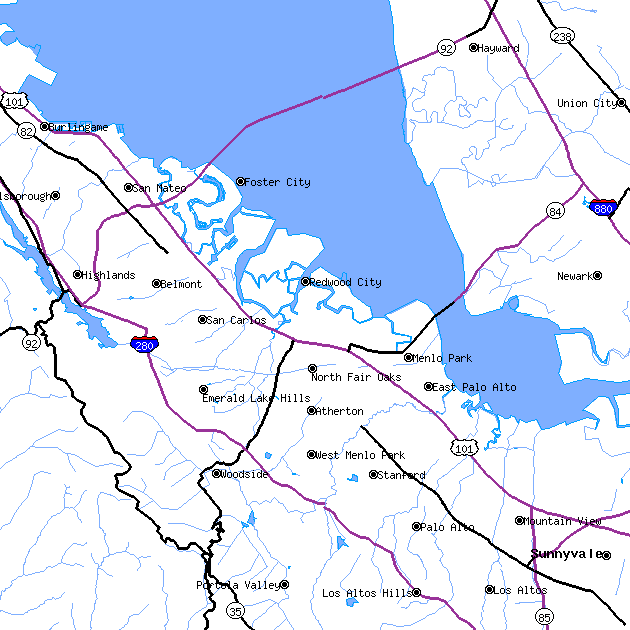 238
92
Hayward
101
Union City
Burlingame
82
Foster City
San Mateo
lsborough
880
84
Highlands
Newark
Redwood City
Belmont
San Carlos
92
280
Menlo Park
North Fair Oaks
East Palo Alto
Emerald Lake Hills
Atherton
101
West Menlo Park
Woodside
Stanford
Mountain View
Palo Alto
Sunnyvale
Portola Valley
Los Altos Hills
Los Altos
35
85